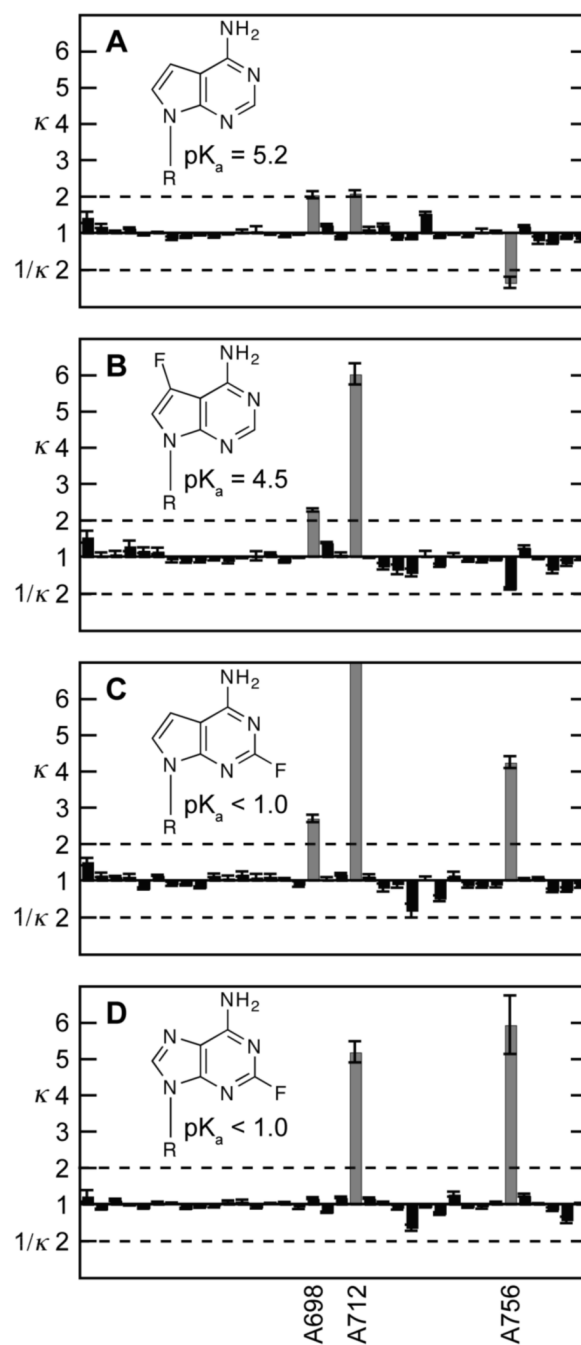 A
NH₂
6
N
5
κ 4
N
N
3
pKₐ = 5.2
R
2
1
1/κ 2
B
F
NH₂
6
N
5
κ 4
N
N
3
pKₐ = 4.5
R
2
1
1/κ 2
C
NH₂
6
N
5
κ 4
N
N
F
3
pKₐ < 1.0
R
2
1
1/κ 2
D
NH₂
6
N
N
5
F
κ 4
N
N
3
pKₐ < 1.0
R
2
1
1/κ 2
A698
A712
A756